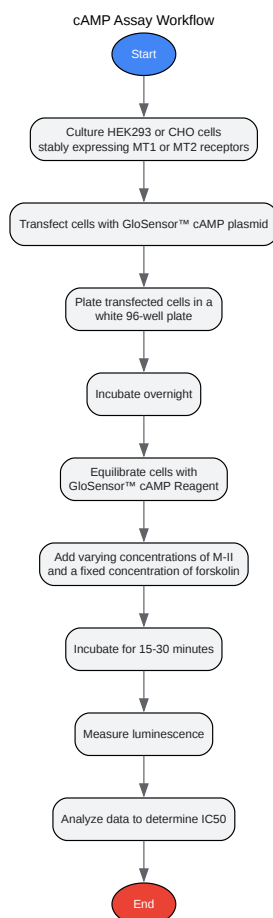 cAMP Assay Workflow
Start
Culture HEK293 or CHO cells
stably expressing MT1 or MT2 receptors
Transfect cells with GloSensor™ cAMP plasmid
Plate transfected cells in a
white 96-well plate
Incubate overnight
Equilibrate cells with
GloSensor™ cAMP Reagent
Add varying concentrations of M-II
and a fixed concentration of forskolin
Incubate for 15-30 minutes
Measure luminescence
Analyze data to determine IC50
End